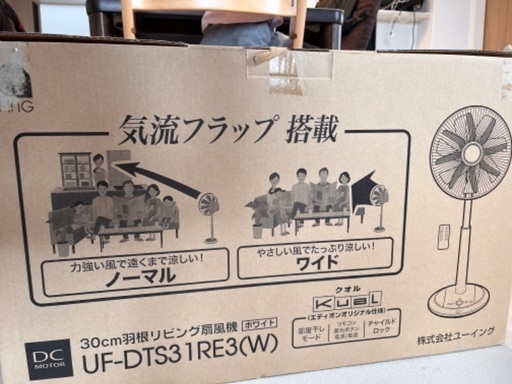 気流フラップ 搭載
力強い風で遠くまで涼しい!
ノーマル
やさしい風でたっぷり涼しい!
ワイド
DC
MOTOR
30cm羽根リビング扇風機 ホワイト
UF-DTS31RE3(W)
クオル
KuaL
(エディオンオリジナル仕様)
部屋干し
モード
リモコン
チャイルド
ロック
株式会社ユーイング